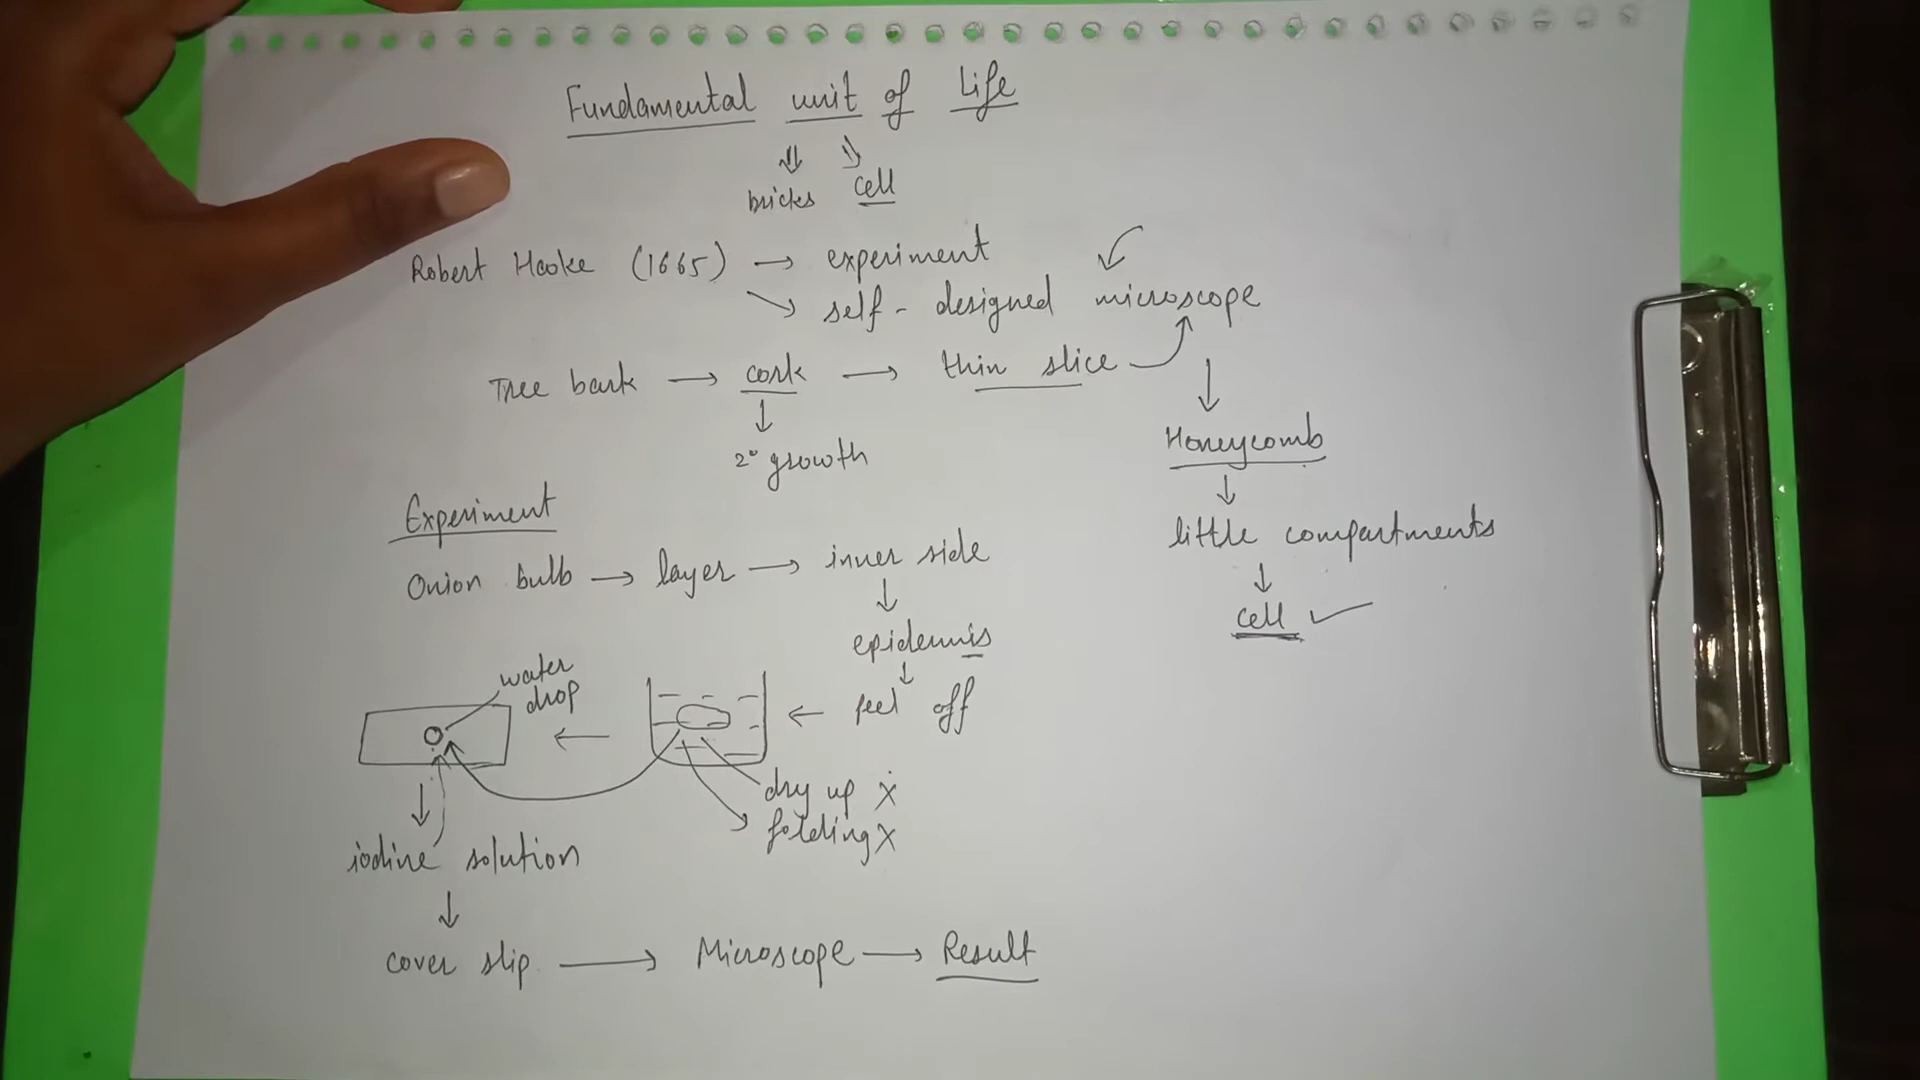 Fundamental unit of Life
⇓ ⇘
bricks cell
Robert Hooke (1665) → experiment
→ self - designed microscope
Tree bark → cork → thin slice
↓
2° growth
Honeycomb
↓
little compartments
↓
cell ✓
Experiment
Onion bulb → layer → inner side
↓
epidermis
↓
peel off
water drop
dry up X
folding X
iodine solution
↓
cover slip → Microscope → Result